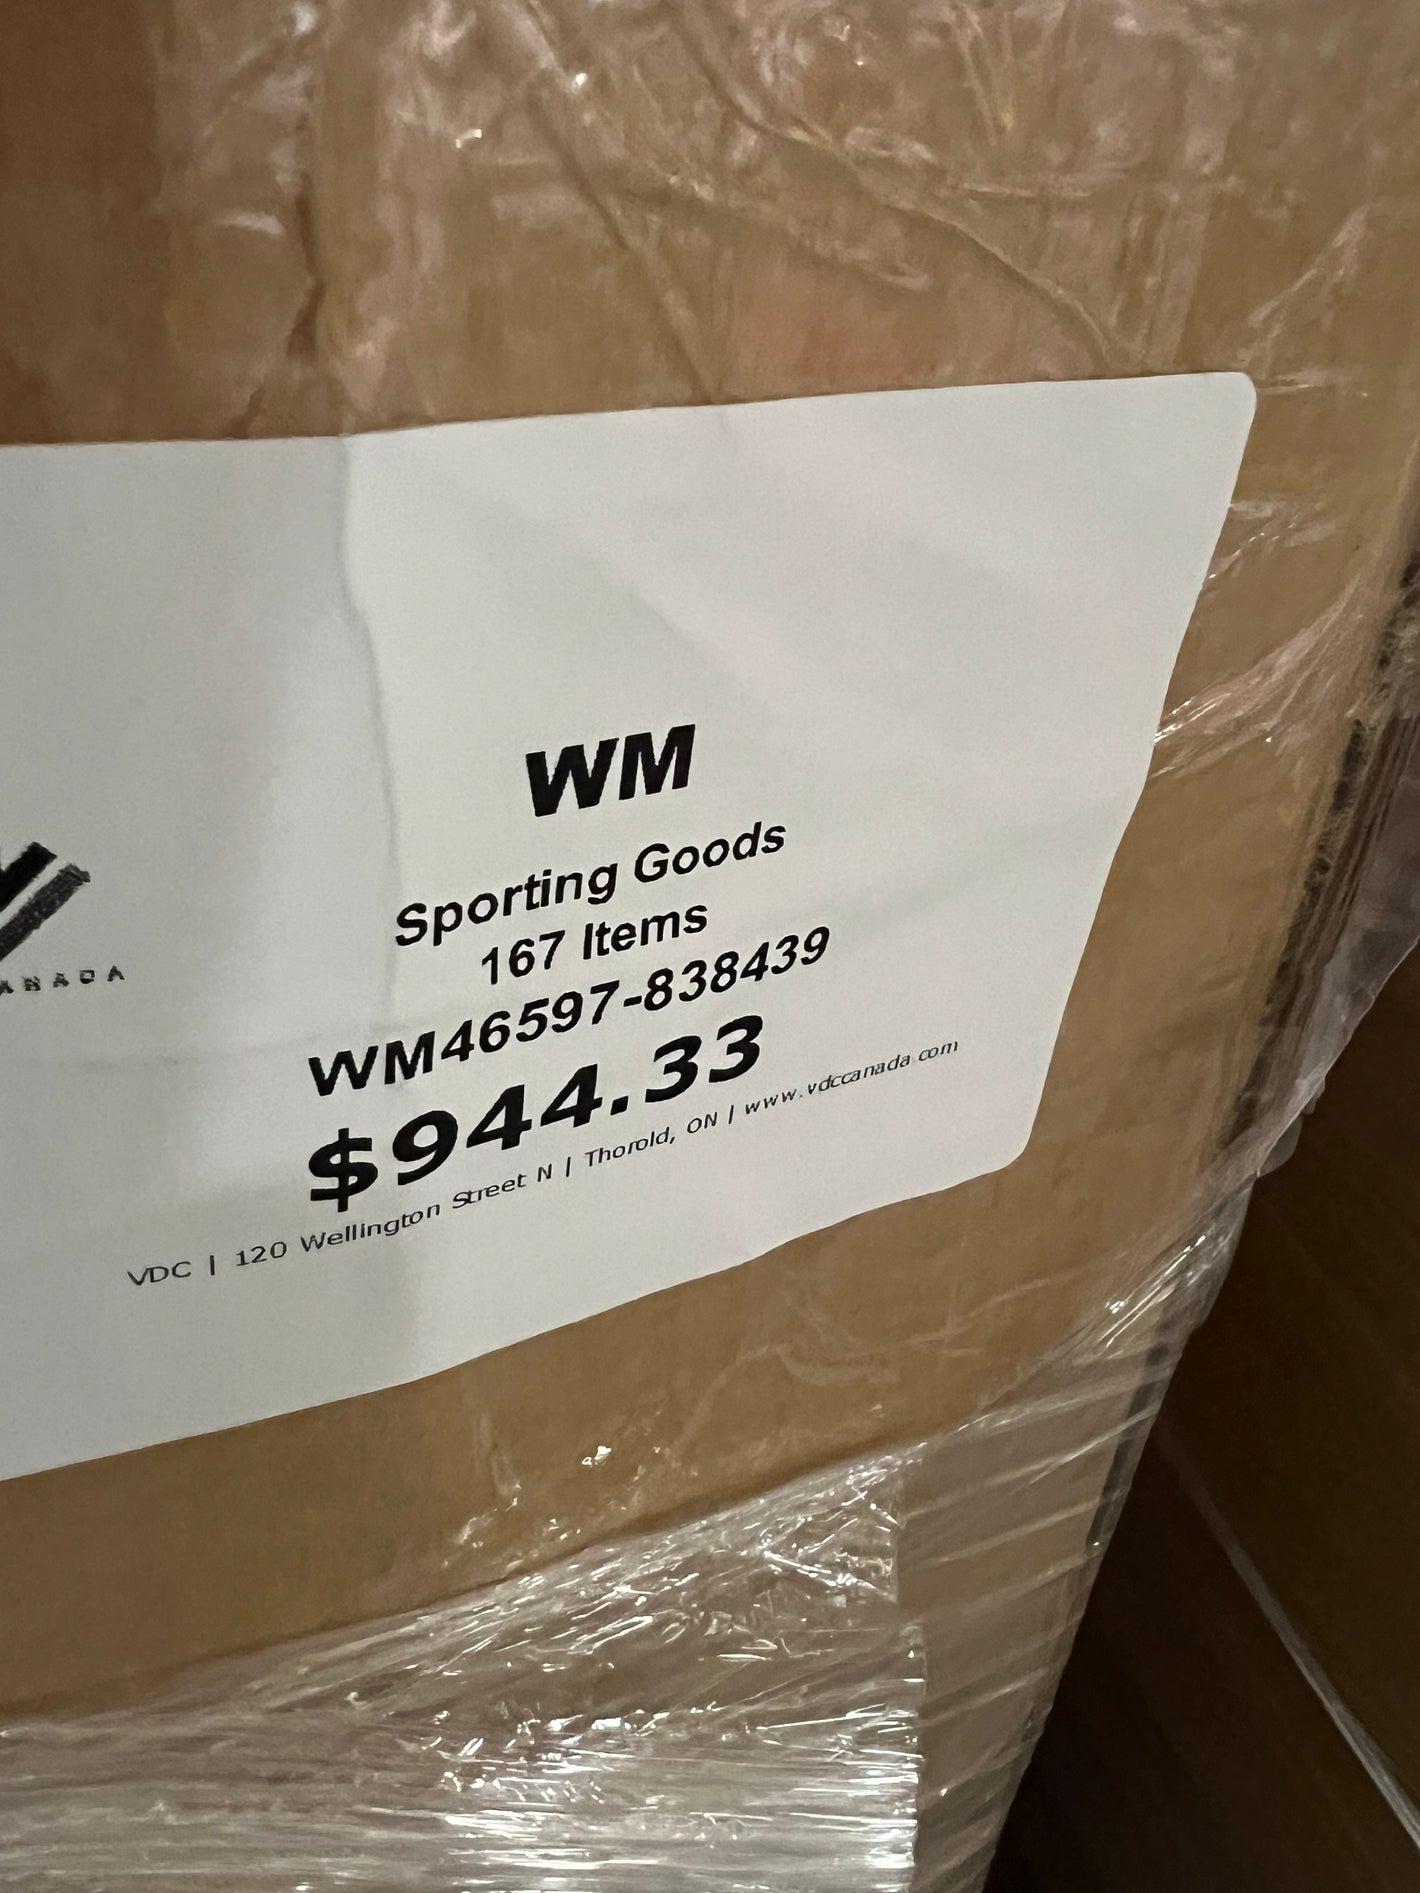 WM
Sporting Goods
167 Items
WM46597-838439
$944.33
VDC | 120 Wellington Street N | Thorold, ON | www.vdccanada.com